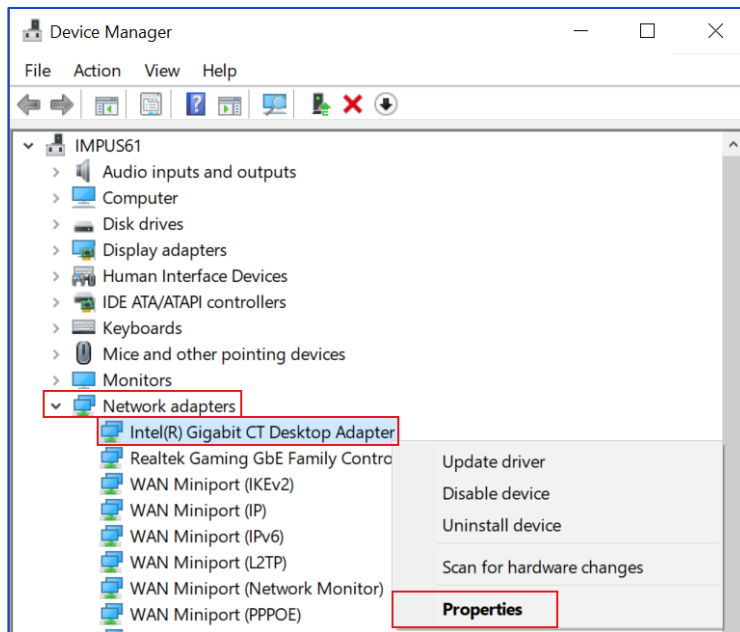 Device Manager
File Action View Help
IMPUS61
Audio inputs and outputs
Computer
Disk drives
Display adapters
Human Interface Devices
IDE ATA/ATAPI controllers
Keyboards
Mice and other pointing devices
Monitors
Network adapters
Intel(R) Gigabit CT Desktop Adapter
Realtek Gaming GbE Family Contro
WAN Miniport (IKEv2)
WAN Miniport (IP)
WAN Miniport (IPv6)
WAN Miniport (L2TP)
WAN Miniport (Network Monitor)
WAN Miniport (PPPOE)
Update driver
Disable device
Uninstall device
Scan for hardware changes
Properties